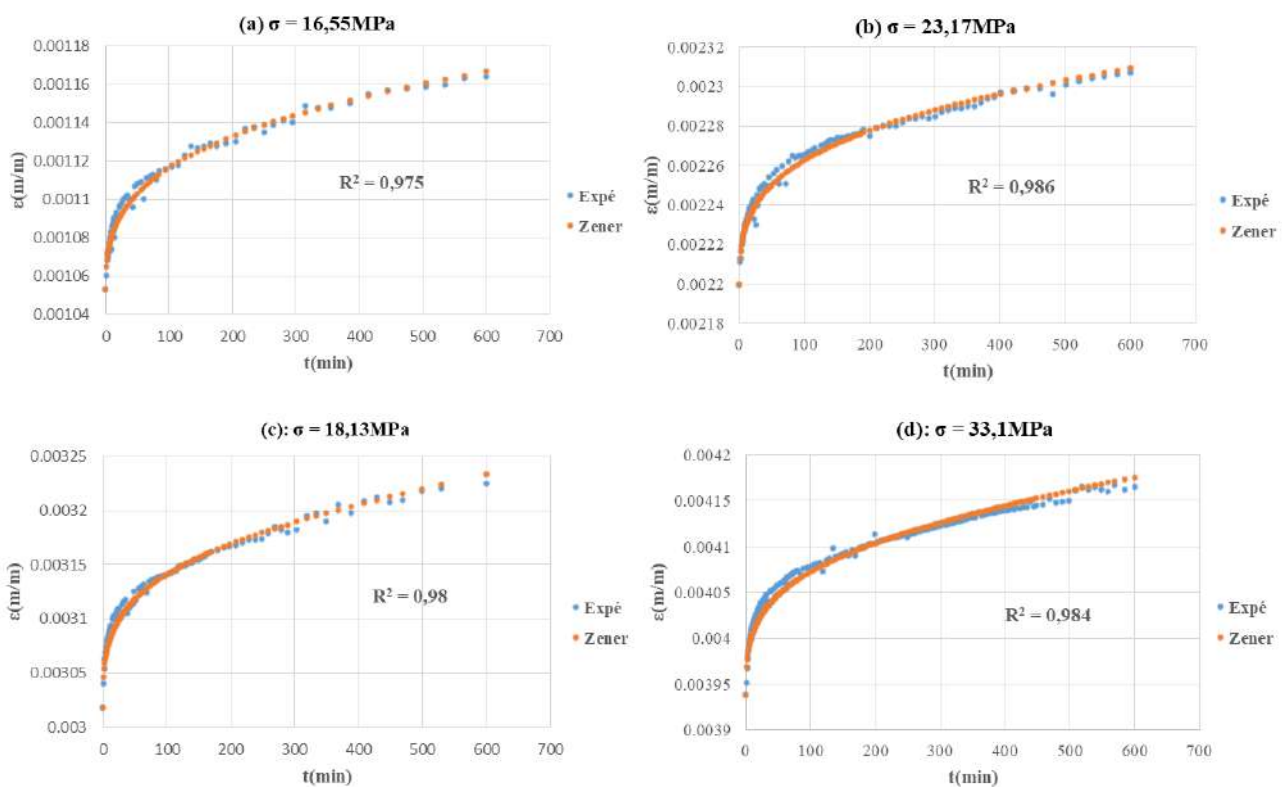 (a) σ = 16,55MPa
0.00118
0.00116
0.00114
0.00112
0.0011
0.00108
0.00106
0.00104
ε(m/m)
0 100 200 300 400 500 600 700
t(min)
R² = 0,975
Expé
Zener
(b) σ = 23,17MPa
0.00232
0.0023
0.00228
0.00226
0.00224
0.00222
0.0022
0.00218
ε(m/m)
0 100 200 300 400 500 600 700
t(min)
R² = 0,986
Expé
Zener
(c): σ = 18,13MPa
0.00325
0.0032
0.00315
0.0031
0.00305
0.003
ε(m/m)
0 100 200 300 400 500 600 700
t(min)
R² = 0,98
Expé
Zener
(d): σ = 33,1MPa
0.0042
0.00415
0.0041
0.00405
0.004
0.00395
0.0039
ε(m/m)
0 100 200 300 400 500 600 700
t(min)
R² = 0,984
Expé
Zener